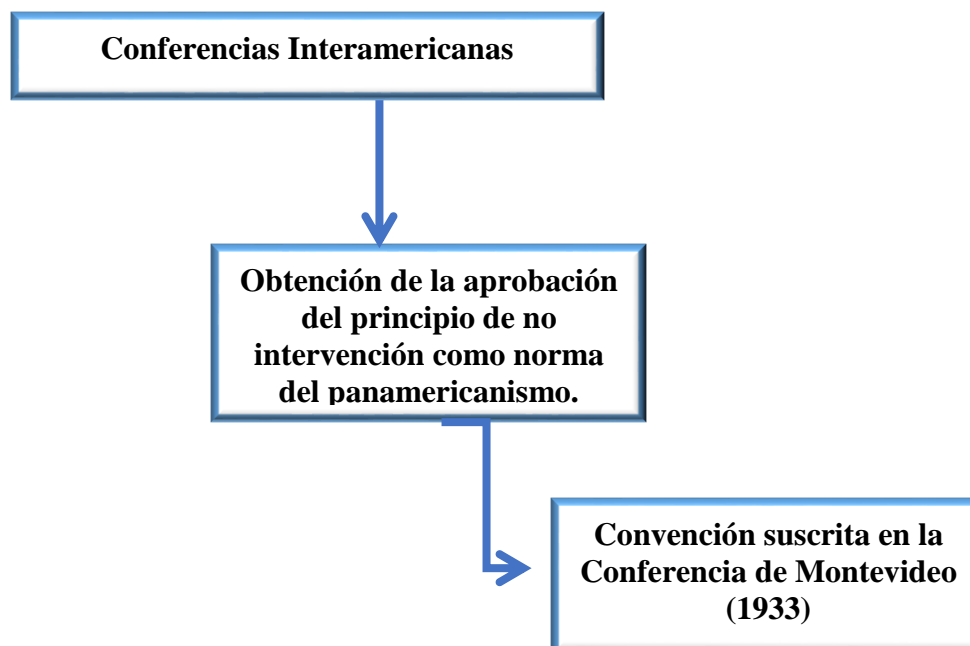 Conferencias Interamericanas
Obtención de la aprobación
del principio de no
intervención como norma
del panamericanismo.
Convención suscrita en la
Conferencia de Montevideo
(1933)